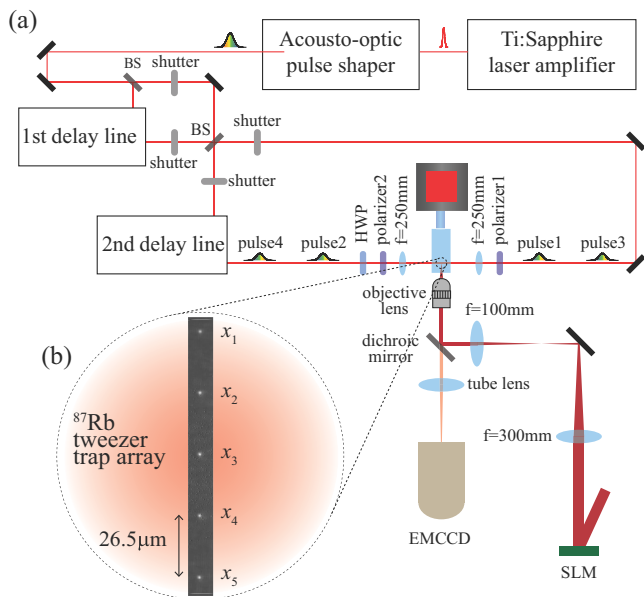 (a)
Acousto-optic
pulse shaper
Ti:Sapphire
laser amplifier
BS
shutter
1st delay line
BS
shutter
shutter
shutter
2nd delay line
pulse4
pulse2
HWP
polarizer2
f=250mm
f=250mm
polarizer1
pulse1
pulse3
objective
lens
f=100mm
dichroic
mirror
tube lens
f=300mm
EMCCD
SLM
(b)
x1
x2
87Rb
tweezer
trap array
x3
x4
26.5μm
x5